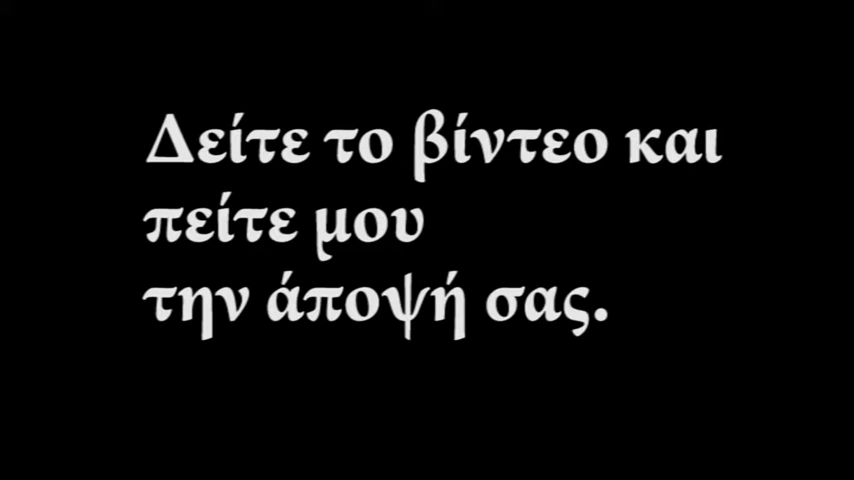 Δείτε το βίντεο και
πείτε μου
την άποψή σας.